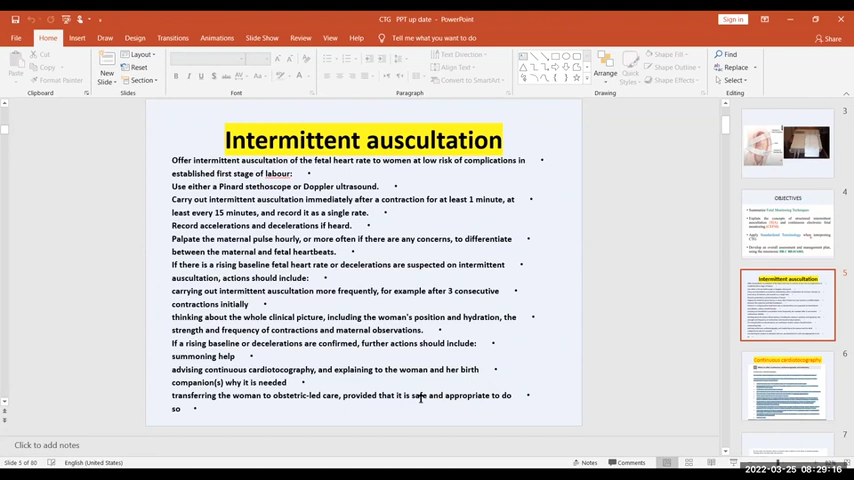 CTG PPT up date - PowerPoint
Sign in
File Home Insert Draw Design Transitions Animations Slide Show Review View Help Tell me what you want to do
Share
Paste
Cut
Copy
Format Painter
Clipboard
New Slide
Layout
Reset
Section
Slides
Font
Paragraph
Text Direction
Align Text
Convert to SmartArt
Arrange
Quick Styles
Shape Fill
Shape Outline
Shape Effects
Drawing
Find
Replace
Select
Editing
Intermittent auscultation
Offer intermittent auscultation of the fetal heart rate to women at low risk of complications in •
established first stage of labour: •
Use either a Pinard stethoscope or Doppler ultrasound. •
Carry out intermittent auscultation immediately after a contraction for at least 1 minute, at •
least every 15 minutes, and record it as a single rate. •
Record accelerations and decelerations if heard. •
Palpate the maternal pulse hourly, or more often if there are any concerns, to differentiate •
between the maternal and fetal heartbeats. •
If there is a rising baseline fetal heart rate or decelerations are suspected on intermittent •
auscultation, actions should include: •
carrying out intermittent auscultation more frequently, for example after 3 consecutive •
contractions initially •
thinking about the whole clinical picture, including the woman's position and hydration, the •
strength and frequency of contractions and maternal observations. •
If a rising baseline or decelerations are confirmed, further actions should include: •
summoning help •
advising continuous cardiotocography, and explaining to the woman and her birth •
companion(s) why it is needed •
transferring the woman to obstetric-led care, provided that it is safe and appropriate to do •
so •
3
4
OBJECTIVES
5
Intermittent auscultation
6
Continuous cardiotocography
7
Click to add notes
Slide 5 of 80
English (United States)
Notes
Comments
2022-03-25 08:29:16